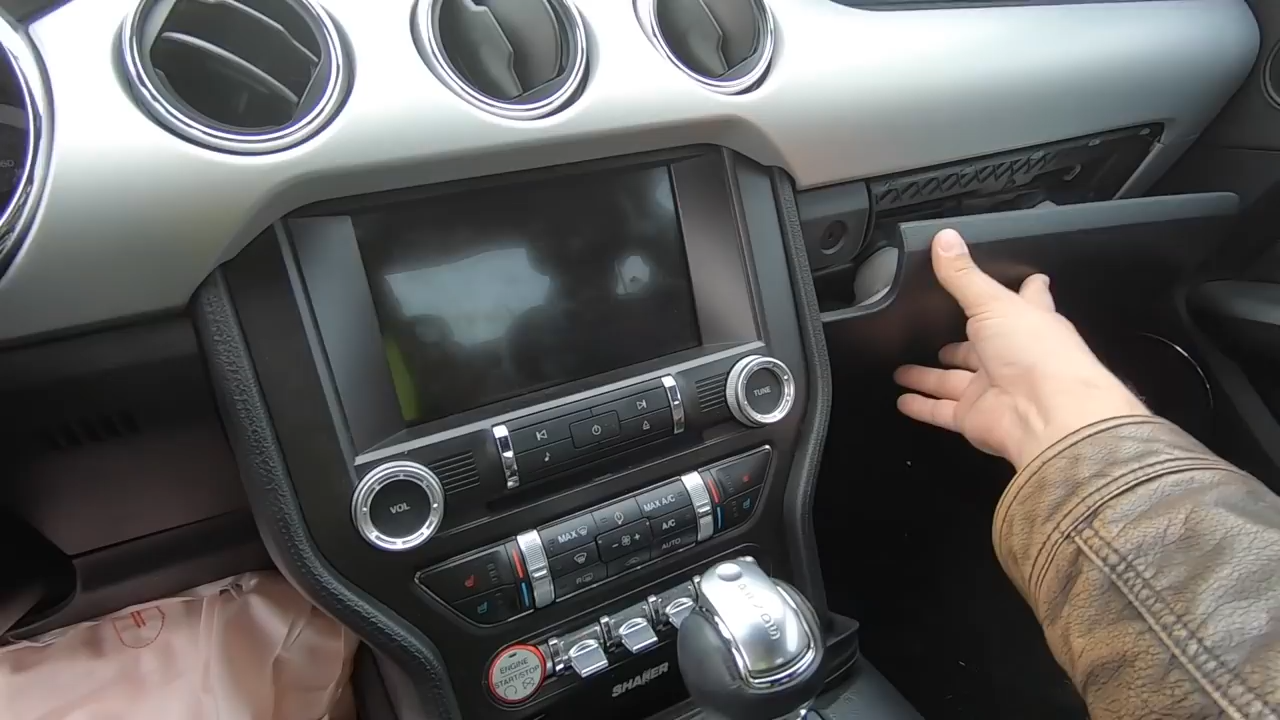 VOL
TUNE
MAX
MAX A/C
A/C
AUTO
R
ENGINE
START/STOP
SHAKER